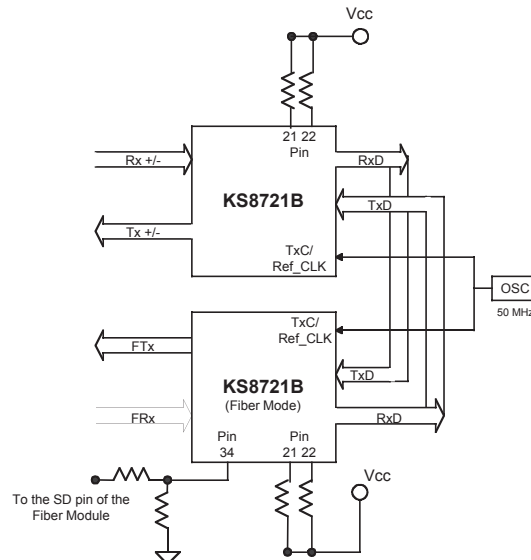 Vcc
21 22
Pin
Rx +/-
RxD
KS8721B
TxD
Tx +/-
TxC/
Ref_CLK
OSC
50 MHz
TxC/
Ref_CLK
FTx
KS8721B
TxD
(Fiber Mode)
FRx
RxD
Pin
34
Pin
21 22
Vcc
To the SD pin of the
Fiber Module